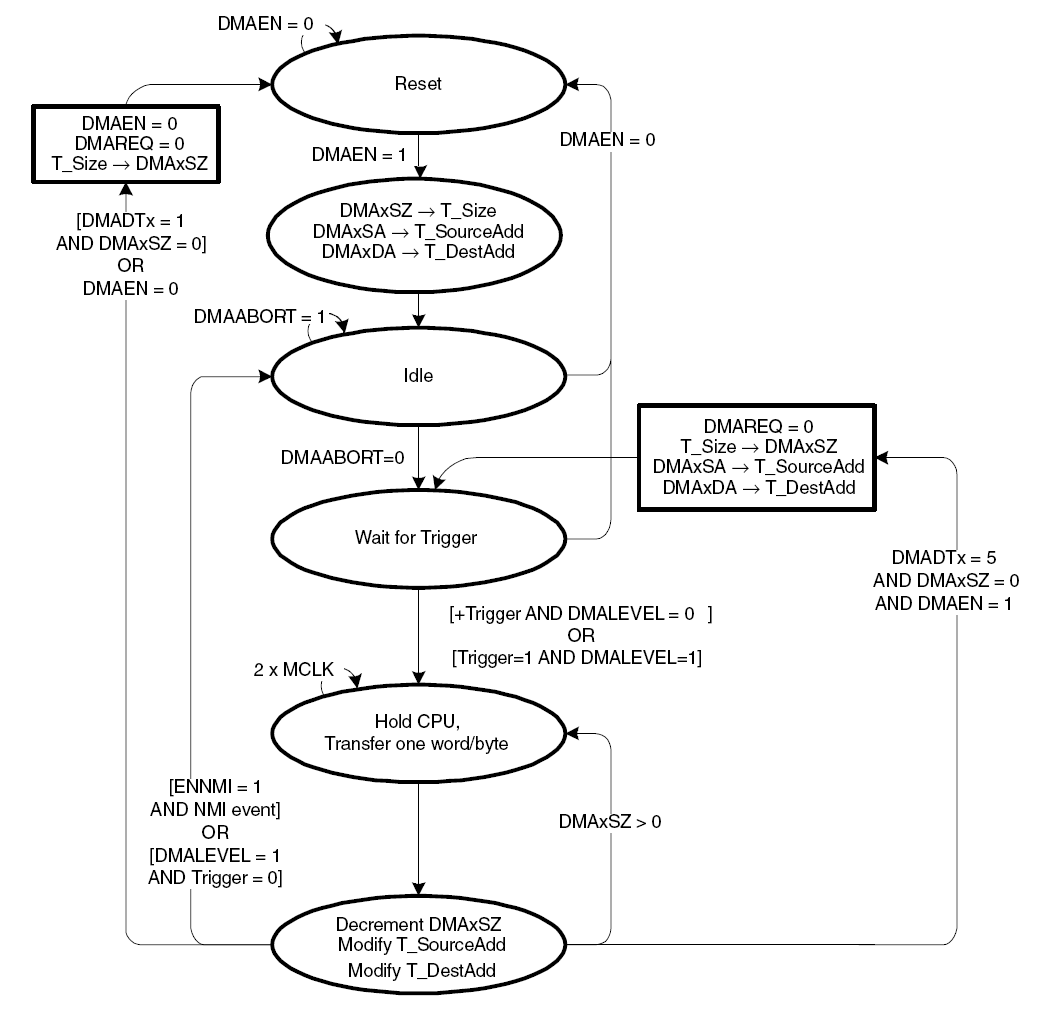 DMAEN = 0
Reset
DMAEN = 0
DMAREQ = 0
T_Size → DMAxSZ
DMAEN = 1
DMAEN = 0
DMAxSZ → T_Size
DMAxSA → T_SourceAdd
DMAxDA → T_DestAdd
[DMADTx = 1
AND DMAxSZ = 0]
OR
DMAEN = 0
DMAABORT = 1
Idle
DMAABORT=0
DMAREQ = 0
T_Size → DMAxSZ
DMAxSA → T_SourceAdd
DMAxDA → T_DestAdd
Wait for Trigger
DMADTx = 5
AND DMAxSZ = 0
AND DMAEN = 1
[+Trigger AND DMALEVEL = 0 ]
OR
[Trigger=1 AND DMALEVEL=1]
2 x MCLK
Hold CPU,
Transfer one word/byte
[ENNMI = 1
AND NMI event]
OR
[DMALEVEL = 1
AND Trigger = 0]
DMAxSZ > 0
Decrement DMAxSZ
Modify T_SourceAdd
Modify T_DestAdd